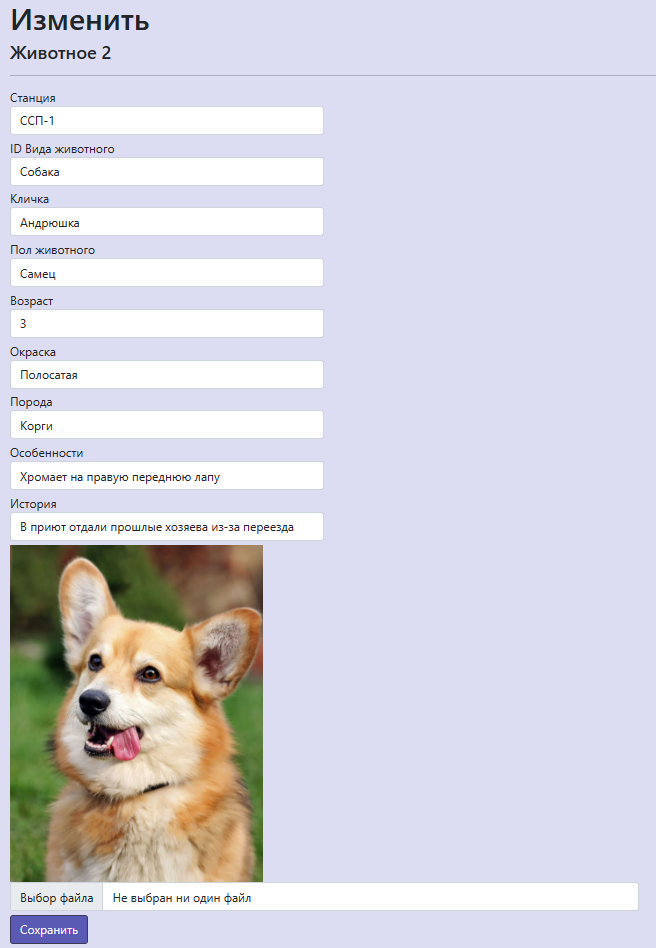 Изменить
Животное 2
Станция
ССП-1
ID Вида животного
Собака
Кличка
Андрюшка
Пол животного
Самец
Возраст
3
Окраска
Полосатая
Порода
Корги
Особенности
Хромает на правую переднюю лапу
История
В приют отдали прошлые хозяева из-за переезда
Выбор файла Не выбран ни один файл
Сохранить